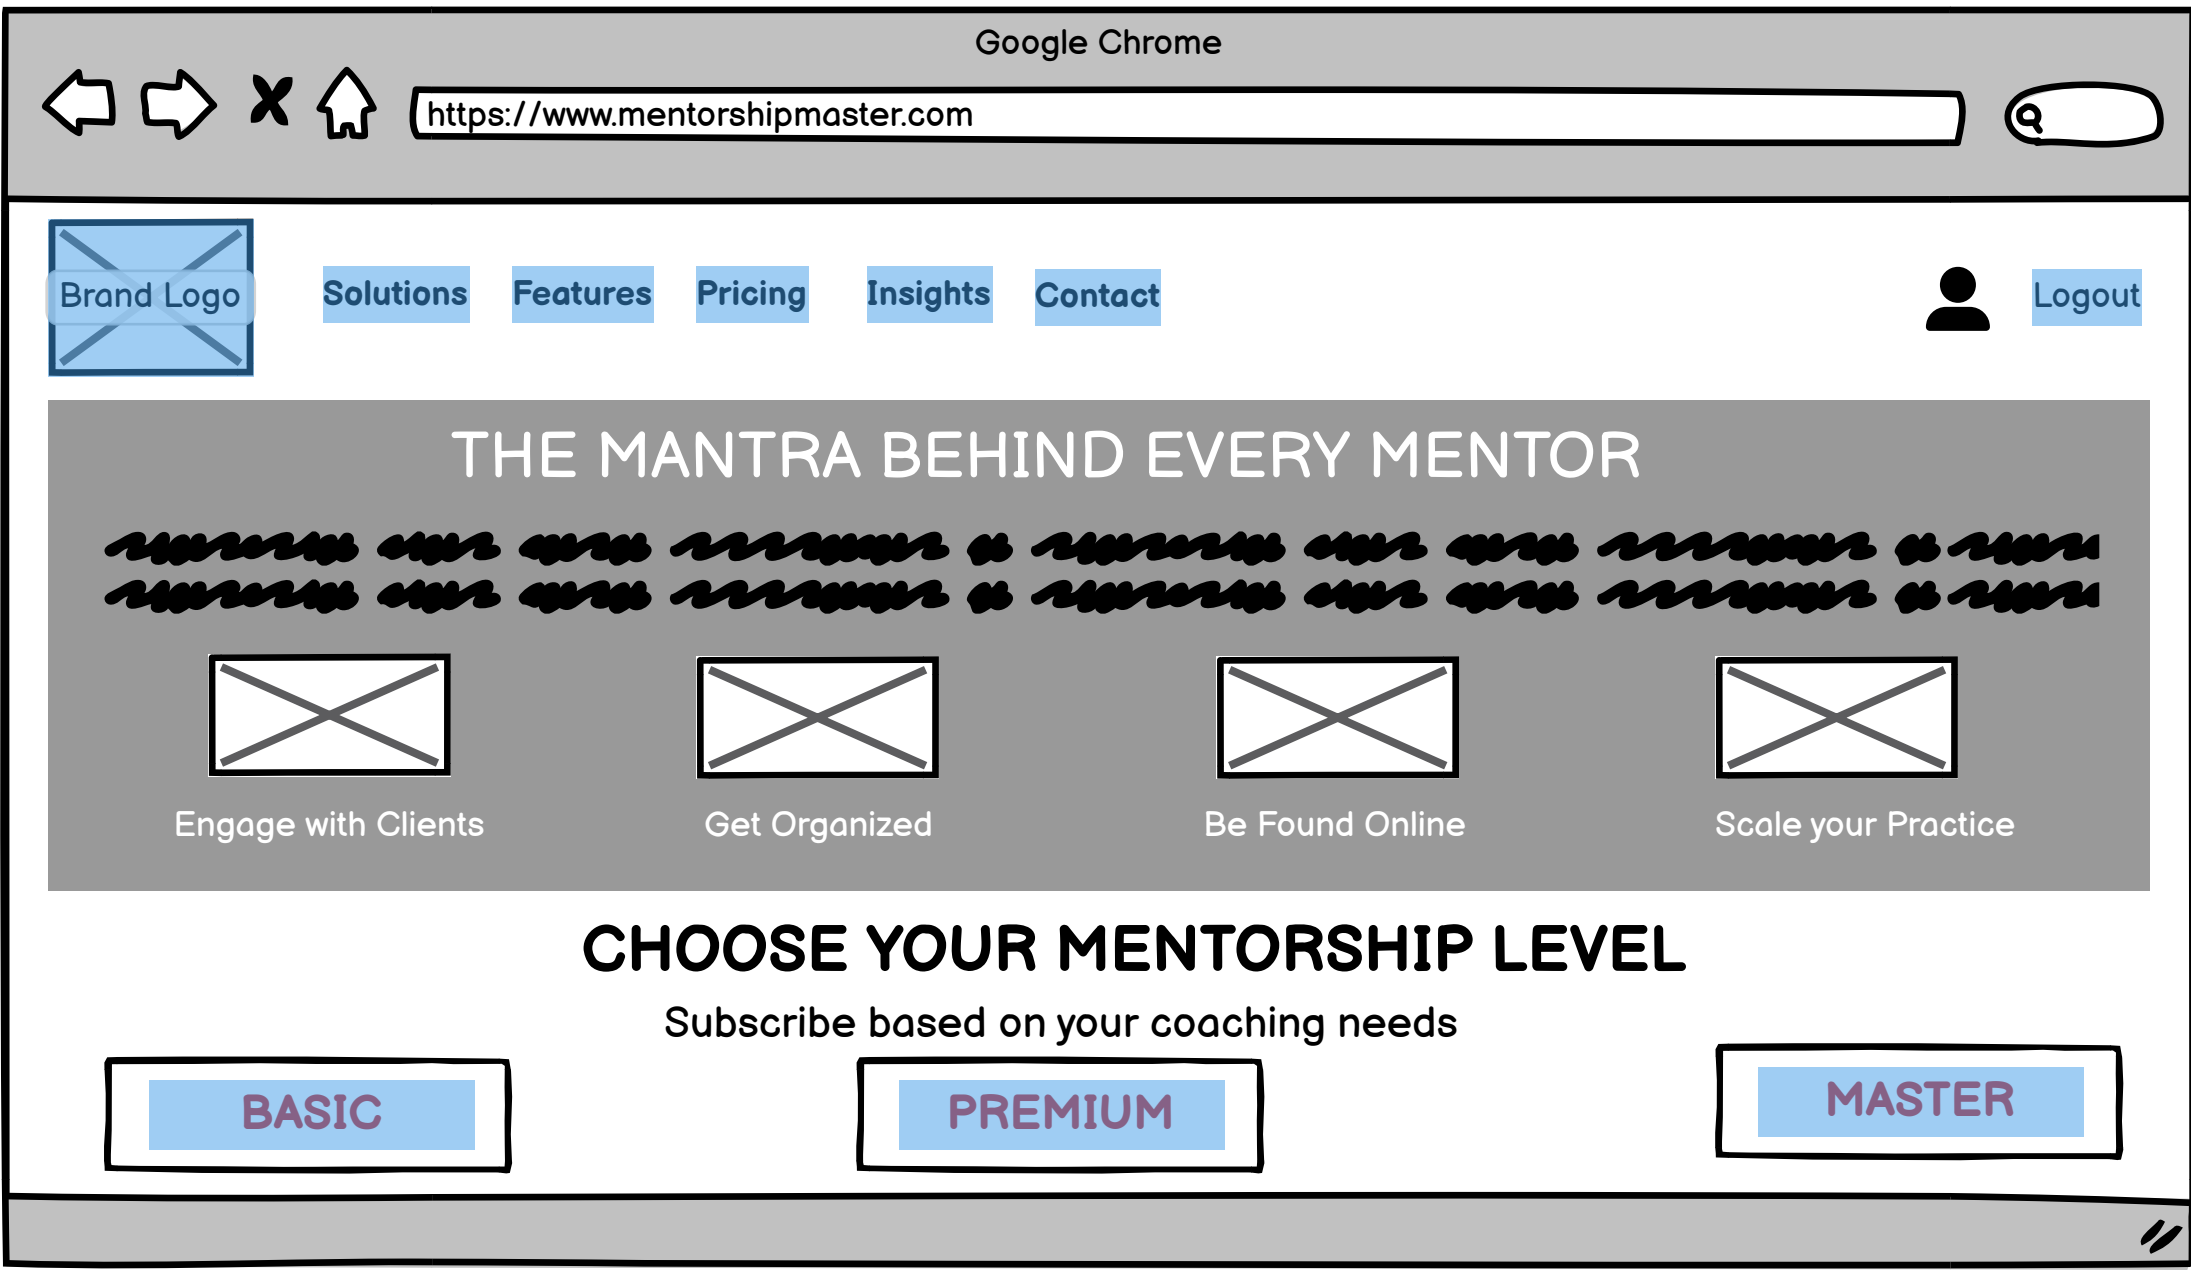 Google Chrome
https://www.mentorshipmaster.com
Brand Logo Solutions Features Pricing Insights Contact Logout
THE MANTRA BEHIND EVERY MENTOR
Engage with Clients Get Organized Be Found Online Scale your Practice
CHOOSE YOUR MENTORSHIP LEVEL
Subscribe based on your coaching needs
BASIC PREMIUM MASTER